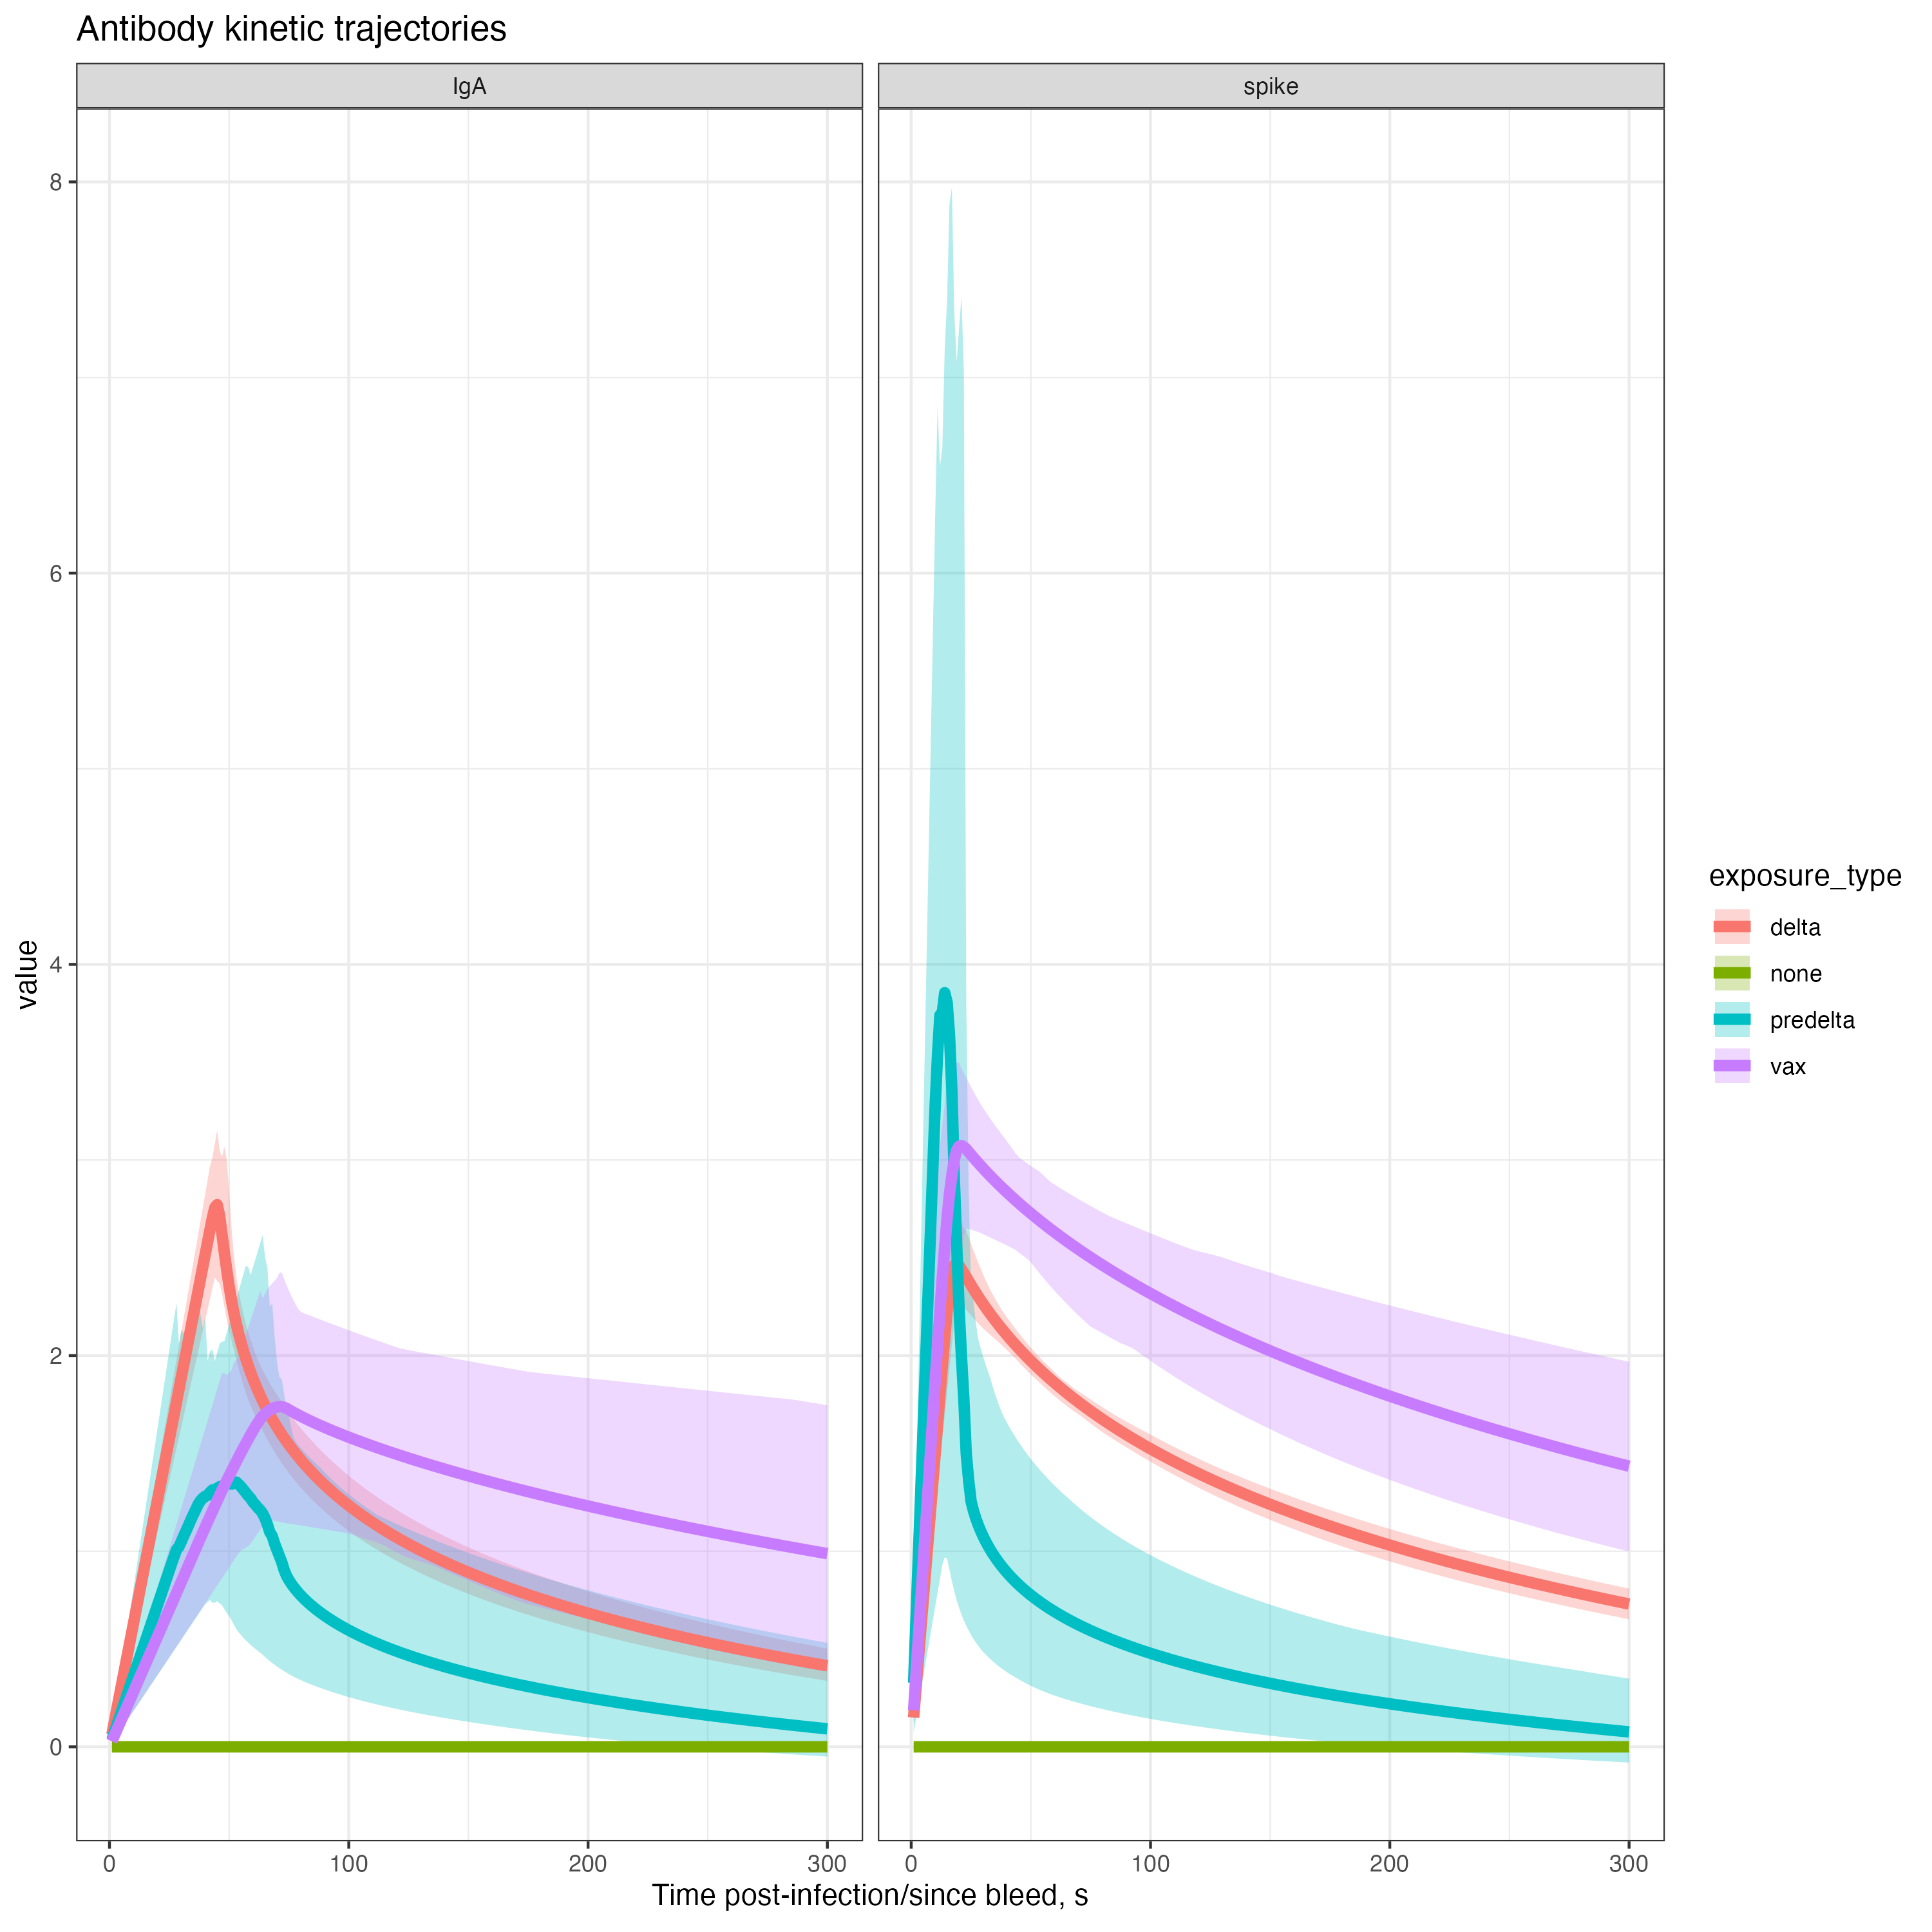 Antibody kinetic trajectories
IgA
spike
8
6
4
2
0
value
0
100
200
300
0
100
200
300
Time post-infection/since bleed, s
exposure_type
delta
none
predelta
vax